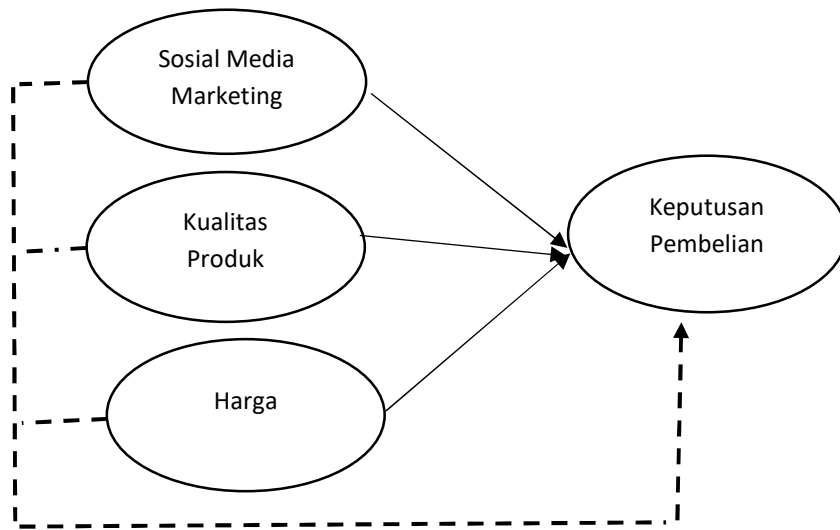 Sosial Media
Marketing
Kualitas
Produk
Harga
Keputusan
Pembelian